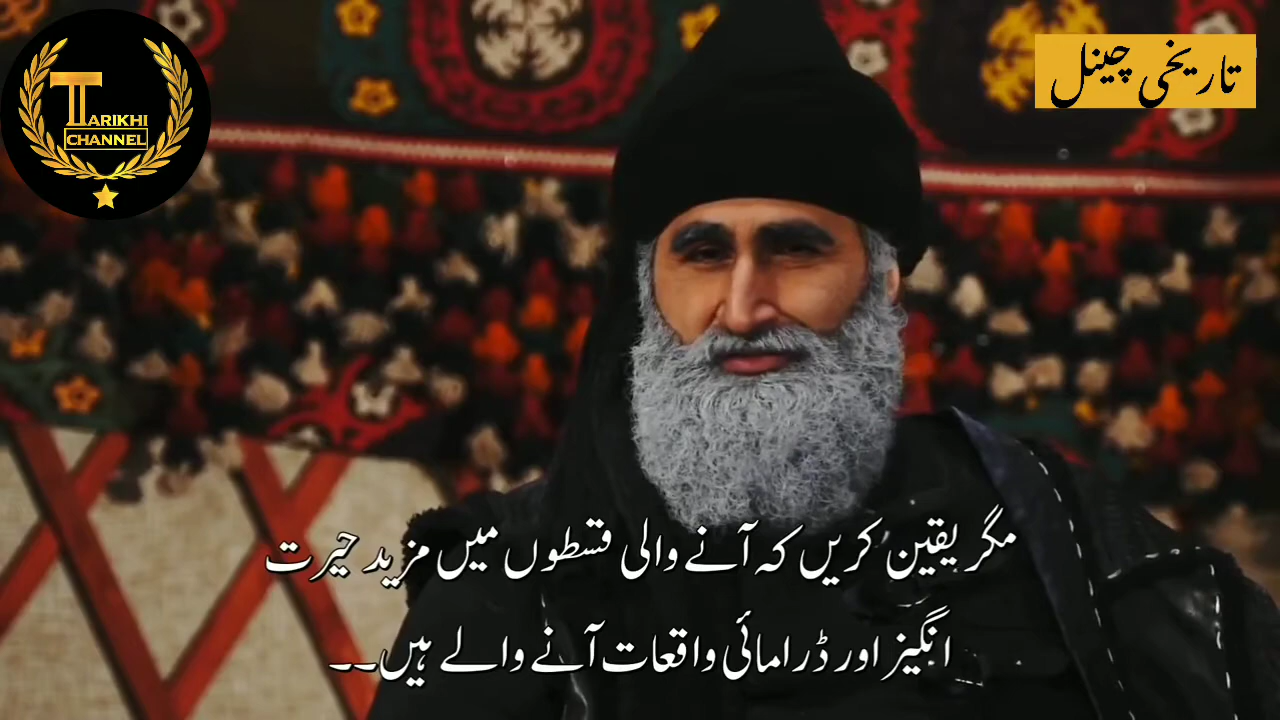 TARIKHI
CHANNEL
تاریخی چینل
مگر یقین کریں کہ آنے والی قسطوں میں مزید حیرت
انگیز اور ڈرامائی واقعات آنے والے ہیں۔۔